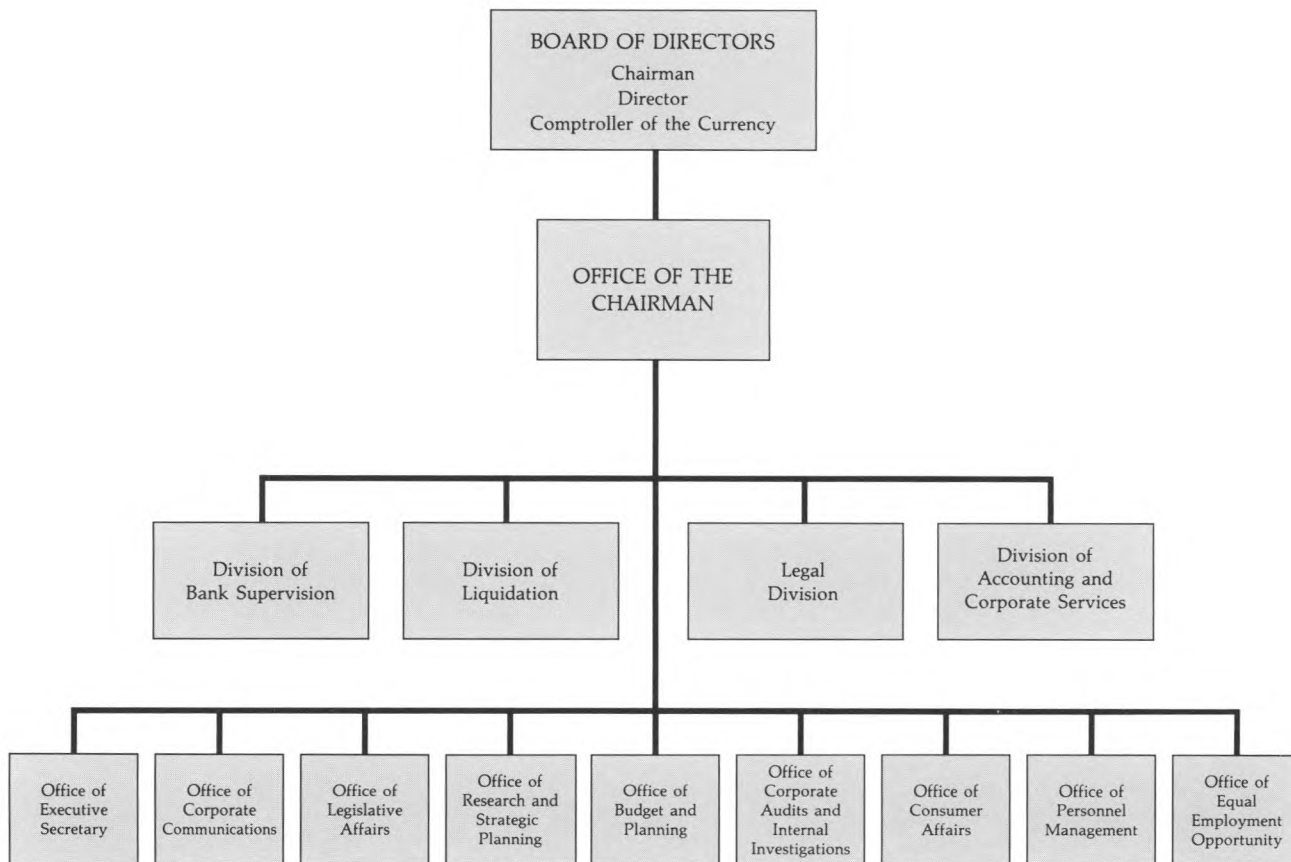 BOARD OF DIRECTORS
Chairman
Director
Comptroller of the Currency
OFFICE OF THE
CHAIRMAN
Division of
Bank Supervision
Division of
Liquidation
Legal
Division
Division of
Accounting and
Corporate Services
Office of
Executive
Secretary
Office of
Corporate
Communications
Office of
Legislative
Affairs
Office of
Research and
Strategic
Planning
Office of
Budget and
Planning
Office of
Corporate
Audits and
Internal
Investigations
Office of
Consumer
Affairs
Office of
Personnel
Management
Office of
Equal
Employment
Opportunity